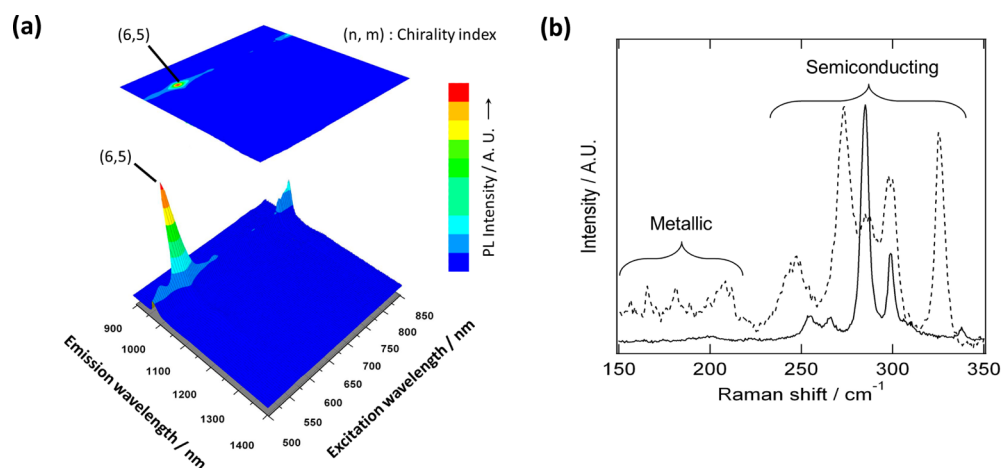 (a)
(6,5)
(n, m) : Chirality index
(6,5)
PL Intensity / A. U. →
900
1000
1100
1200
1300
1400
Emission wavelength / nm
500
550
600
650
700
750
800
850
Excitation wavelength / nm
(b)
Semiconducting
Metallic
Intensity / A.U.
150
200
250
300
350
Raman shift / cm⁻¹